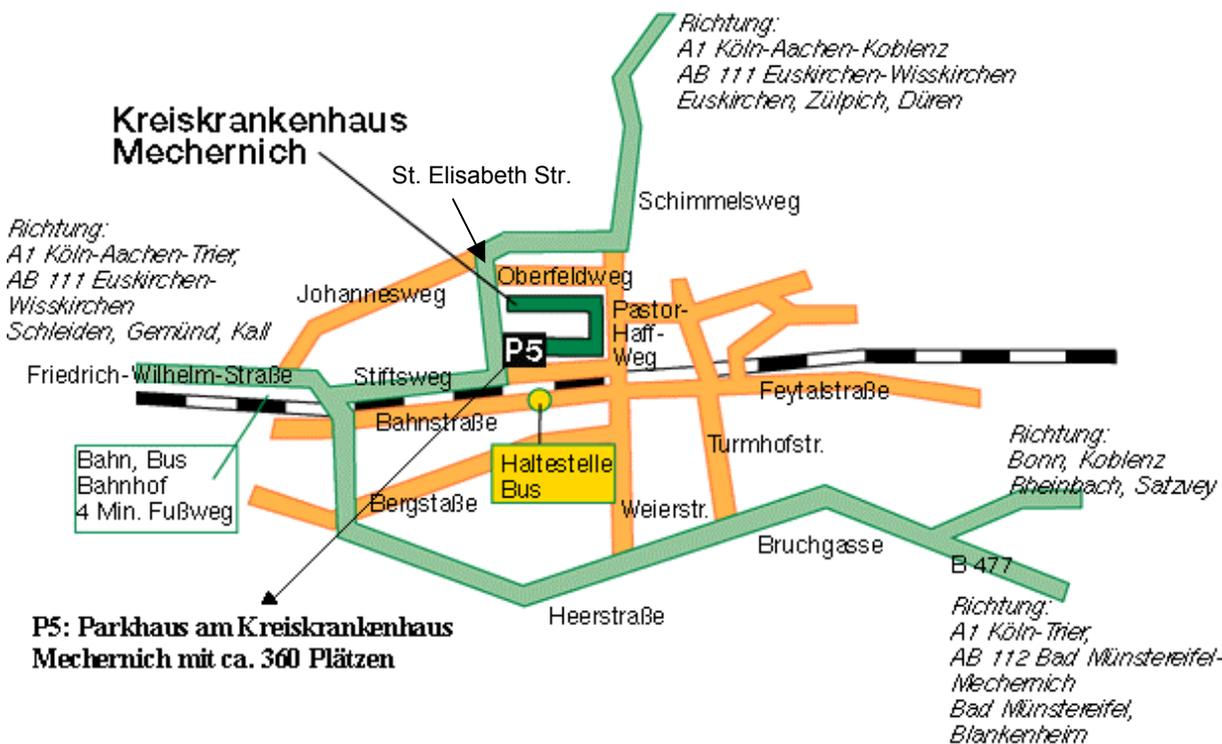 Richtung:
A1 Köln-Aachen-Koblenz
AB 111 Euskirchen-Wisskirchen
Euskirchen, Zülpich, Düren
Kreiskrankenhaus
Mechernich
St. Elisabeth Str.
Schimmelsweg
Richtung:
A1 Köln-Aachen-Trier,
AB 111 Euskirchen-
Wisskirchen
Schleiden, Gemünd, Kall
Johannesweg
Oberfeldweg
Pastor-
Haff-
Weg
P5
Friedrich-Wilhelm-Straße
Stiftsweg
Feytalstraße
Bahnstraße
Turmhofstr.
Bahn, Bus
Bahnhof
4 Min. Fußweg
Haltestelle
Bus
Richtung:
Bonn, Koblenz
Rheinbach, Satzvey
Bergstaße
Weierstr.
Bruchgasse
B 477
Heerstraße
P5: Parkhaus am Kreiskrankenhaus
Mechernich mit ca. 360 Plätzen
Richtung:
A1 Köln-Trier,
AB 112 Bad Münstereifel-
Mechernich
Bad Münstereifel,
Blankenheim